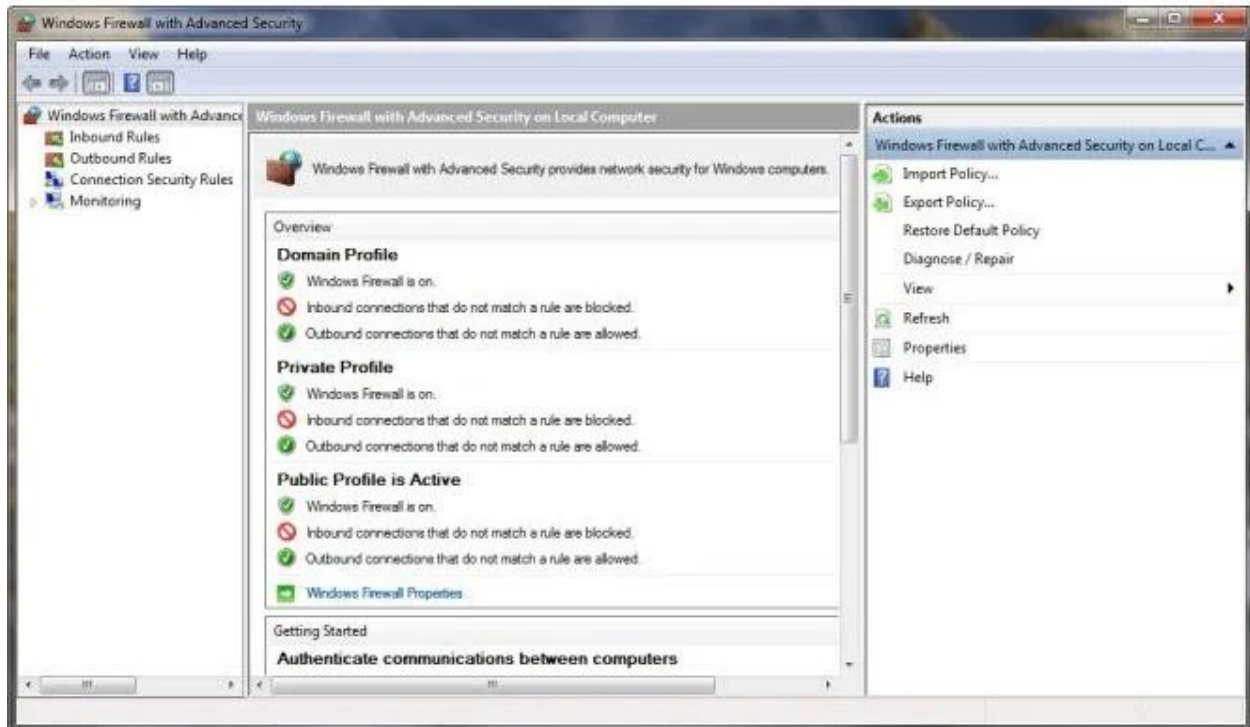 Windows Firewall with Advanced Security
File Action View Help
Windows Firewall with Advance
Inbound Rules
Outbound Rules
Connection Security Rules
Monitoring
Windows Firewall with Advanced Security on Local Computer
Windows Firewall with Advanced Security provides network security for Windows computers.
Overview
Domain Profile
Windows Firewall is on.
Inbound connections that do not match a rule are blocked.
Outbound connections that do not match a rule are allowed.
Private Profile
Windows Firewall is on.
Inbound connections that do not match a rule are blocked.
Outbound connections that do not match a rule are allowed.
Public Profile is Active
Windows Firewall is on.
Inbound connections that do not match a rule are blocked.
Outbound connections that do not match a rule are allowed.
Windows Firewall Properties
Getting Started
Authenticate communications between computers
Actions
Windows Firewall with Advanced Security on Local C...
Import Policy...
Export Policy...
Restore Default Policy
Diagnose / Repair
View
Refresh
Properties
Help